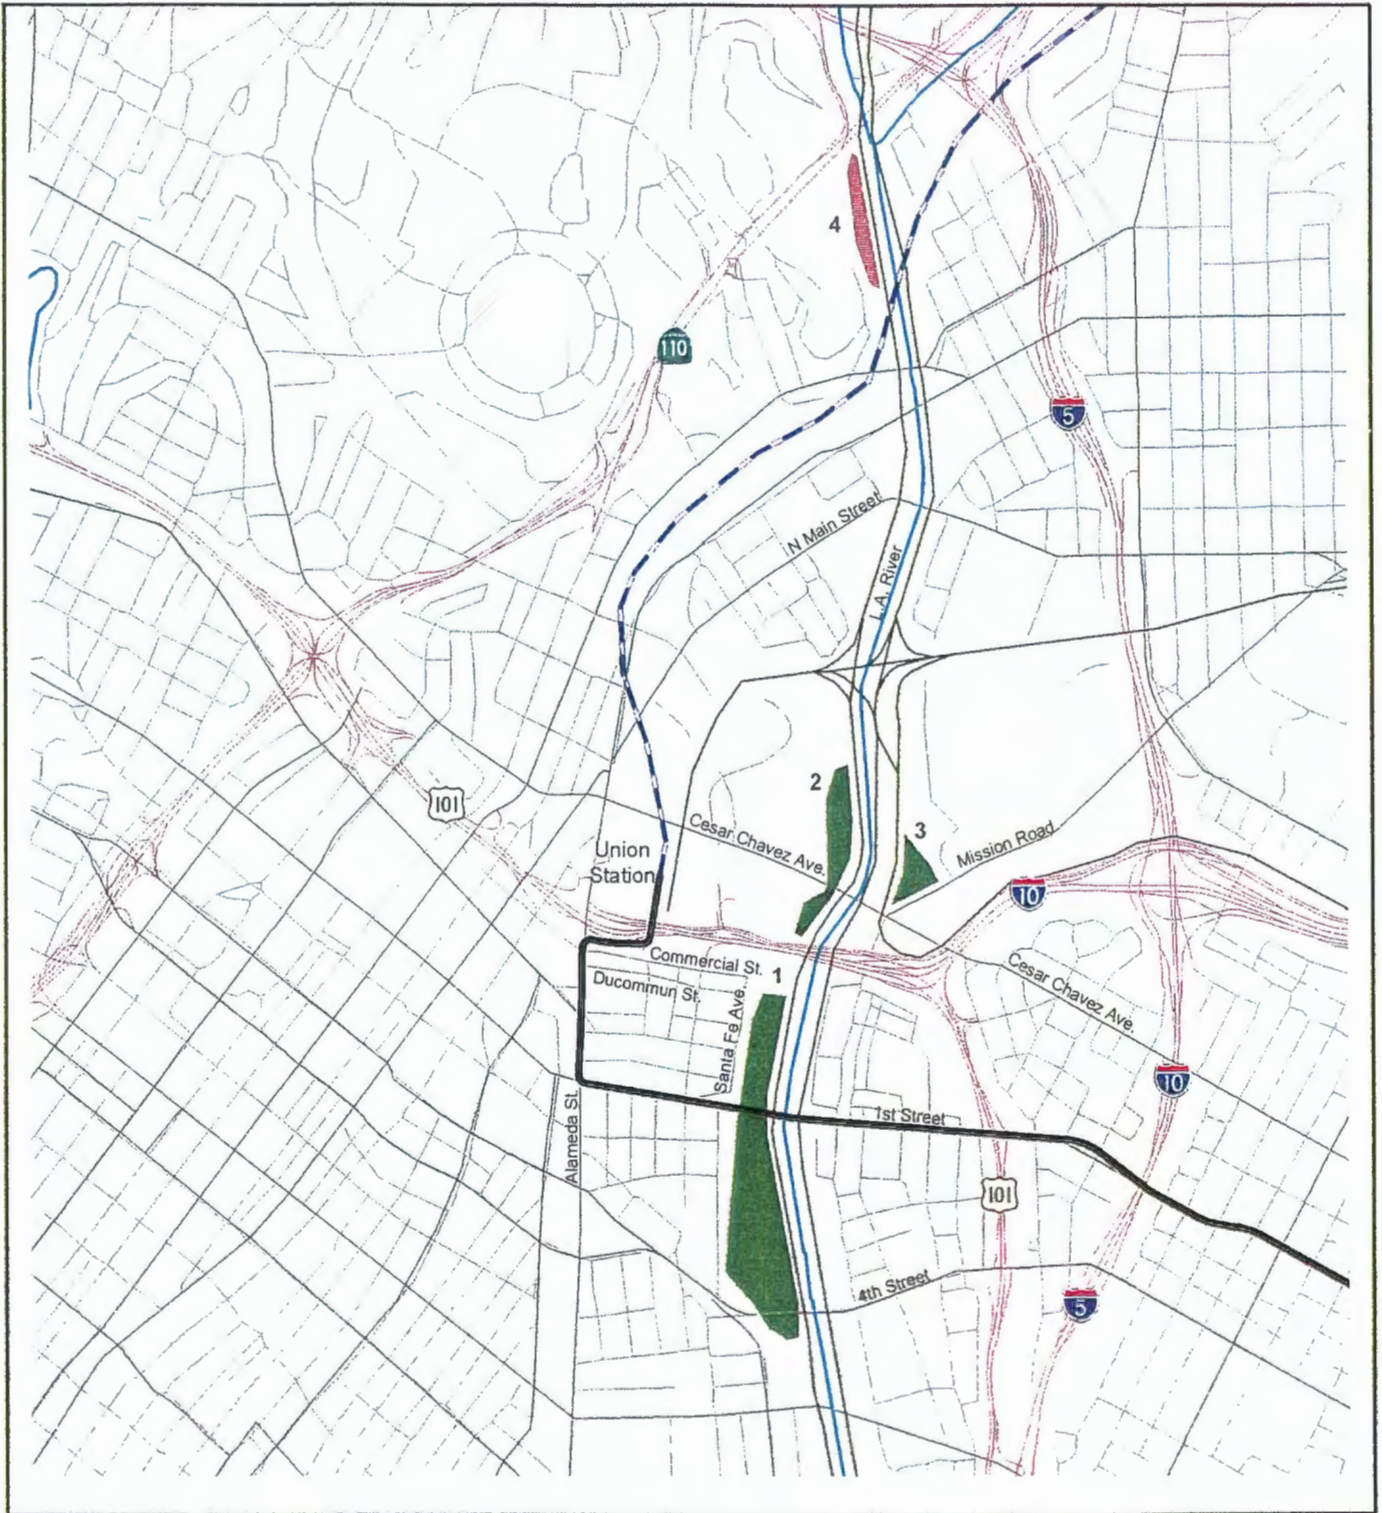 4
110
5
N Main Street
L.A. River
2
101
3
Cesar Chavez Ave.
Mission Road
Union
Station
10
Commercial St.
1
Cesar Chavez Ave.
Ducommun St.
Santa Fe Ave.
10
1st Street
Alameda St.
101
4th Street
5